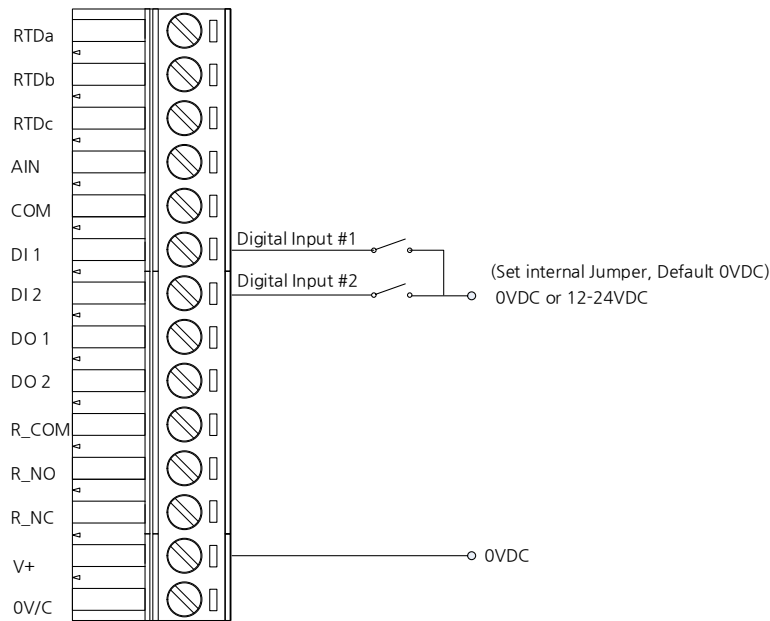 RTDa
RTDb
RTDc
AIN
COM
DI 1
Digital Input #1
DI 2
Digital Input #2
(Set internal Jumper, Default 0VDC)
0VDC or 12-24VDC
DO 1
DO 2
R_COM
R_NO
R_NC
V+
0VDC
0V/C